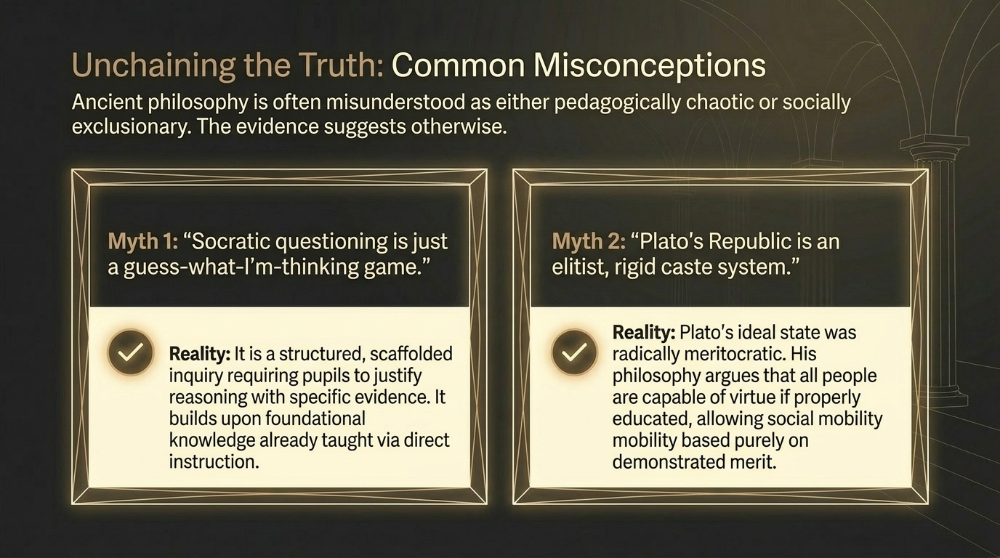 Unchaining the Truth: Common Misconceptions
Ancient philosophy is often misunderstood as either pedagogically chaotic or socially
exclusionary. The evidence suggests otherwise.
Myth 1: “Socratic questioning is just
a guess-what-I’m-thinking game.”
Reality: It is a structured, scaffolded
inquiry requiring pupils to justify
reasoning with specific evidence. It
builds upon foundational
knowledge already taught via direct
instruction.
Myth 2: “Plato’s Republic is an
elitist, rigid caste system.”
Reality: Plato’s ideal state was
radically meritocratic. His
philosophy argues that all people
are capable of virtue if properly
educated, allowing social mobility
mobility based purely on
demonstrated merit.